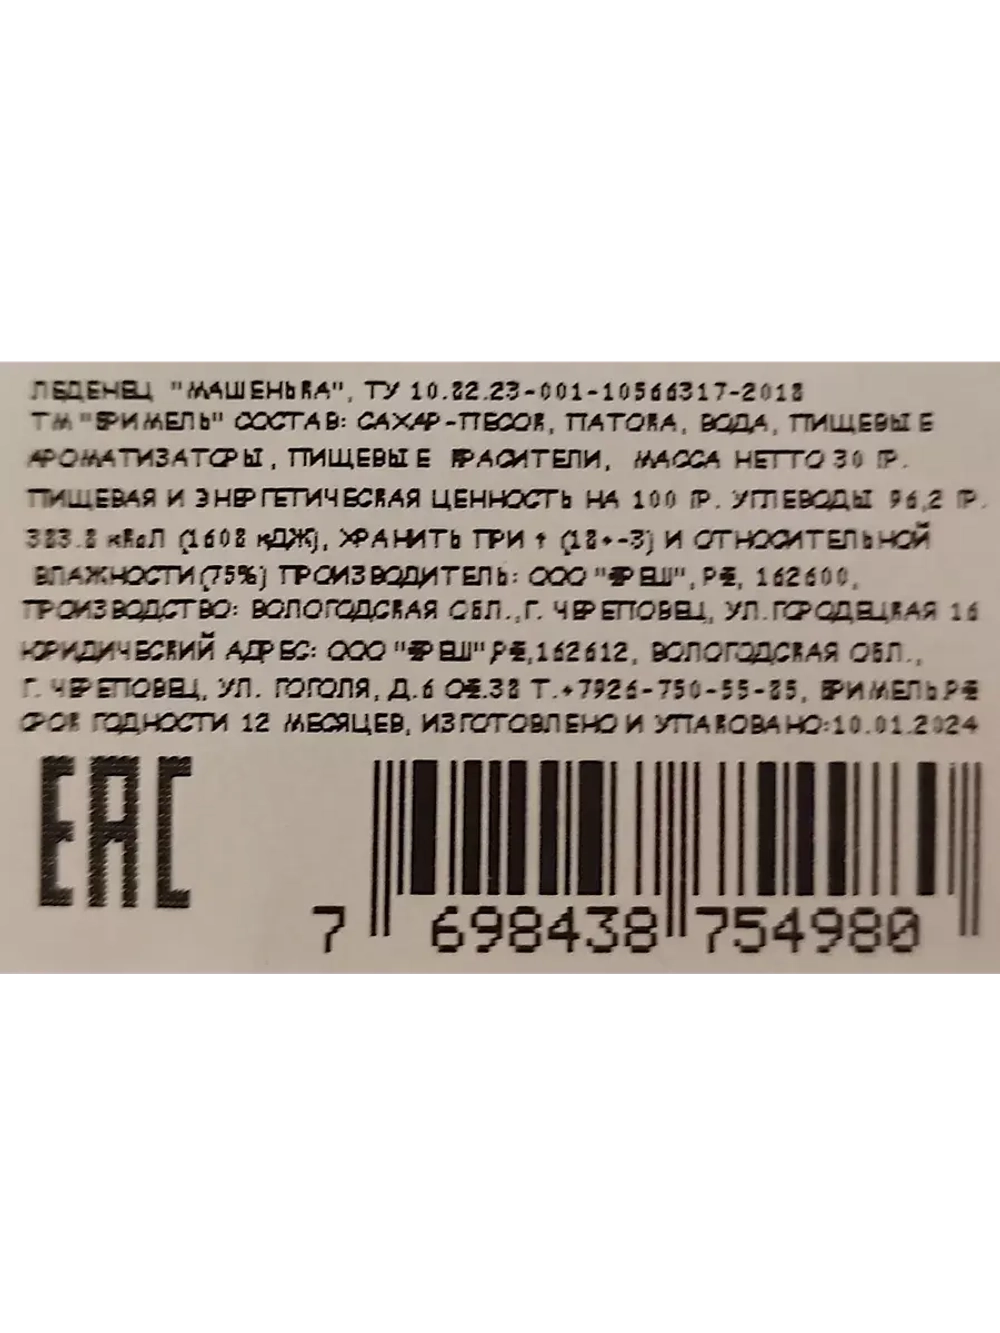 ЛЕДЕНЕЦ "МАШЕНЬКА", ТУ 10.82.23-001-10566317-2018
ТМ "КРИМЕЛЬ" СОСТАВ: САХАР-ПЕСОК, ПАТОКА, ВОДА, ПИЩЕВЫЕ
АРОМАТИЗАТОРЫ, ПИЩЕВЫЕ КРАСИТЕЛИ, МАССА НЕТТО 30 ГР.
ПИЩЕВАЯ И ЭНЕРГЕТИЧЕСКАЯ ЦЕННОСТЬ НА 100 ГР. УГЛЕВОДЫ 96,2 ГР.
383.8 кКаЛ (1608 кДЖ), ХРАНИТЬ ПРИ t (18+-3) И ОТНОСИТЕЛЬНОЙ
ВЛАЖНОСТИ(75%) ПРОИЗВОДИТЕЛЬ: ООО "ФРЕШ", РФ, 162600,
ПРОИЗВОДСТВО: ВОЛОГОДСКАЯ ОБЛ.,Г. ЧЕРЕПОВЕЦ, УЛ.ГОРОДЕЦКАЯ 16
ЮРИДИЧЕСКИЙ АДРЕС: ООО "ФРЕШ",РФ,162612, ВОЛОГОДСКАЯ ОБЛ.,
Г. ЧЕРЕПОВЕЦ, УЛ. ГОГОЛЯ, Д.6 ОФ.38 Т.+7926-750-55-85, КРИМЕЛЬ.РФ
СРОК ГОДНОСТИ 12 МЕСЯЦЕВ, ИЗГОТОВЛЕНО И УПАКОВАНО:10.01.2024
EAC
7 698438 754980